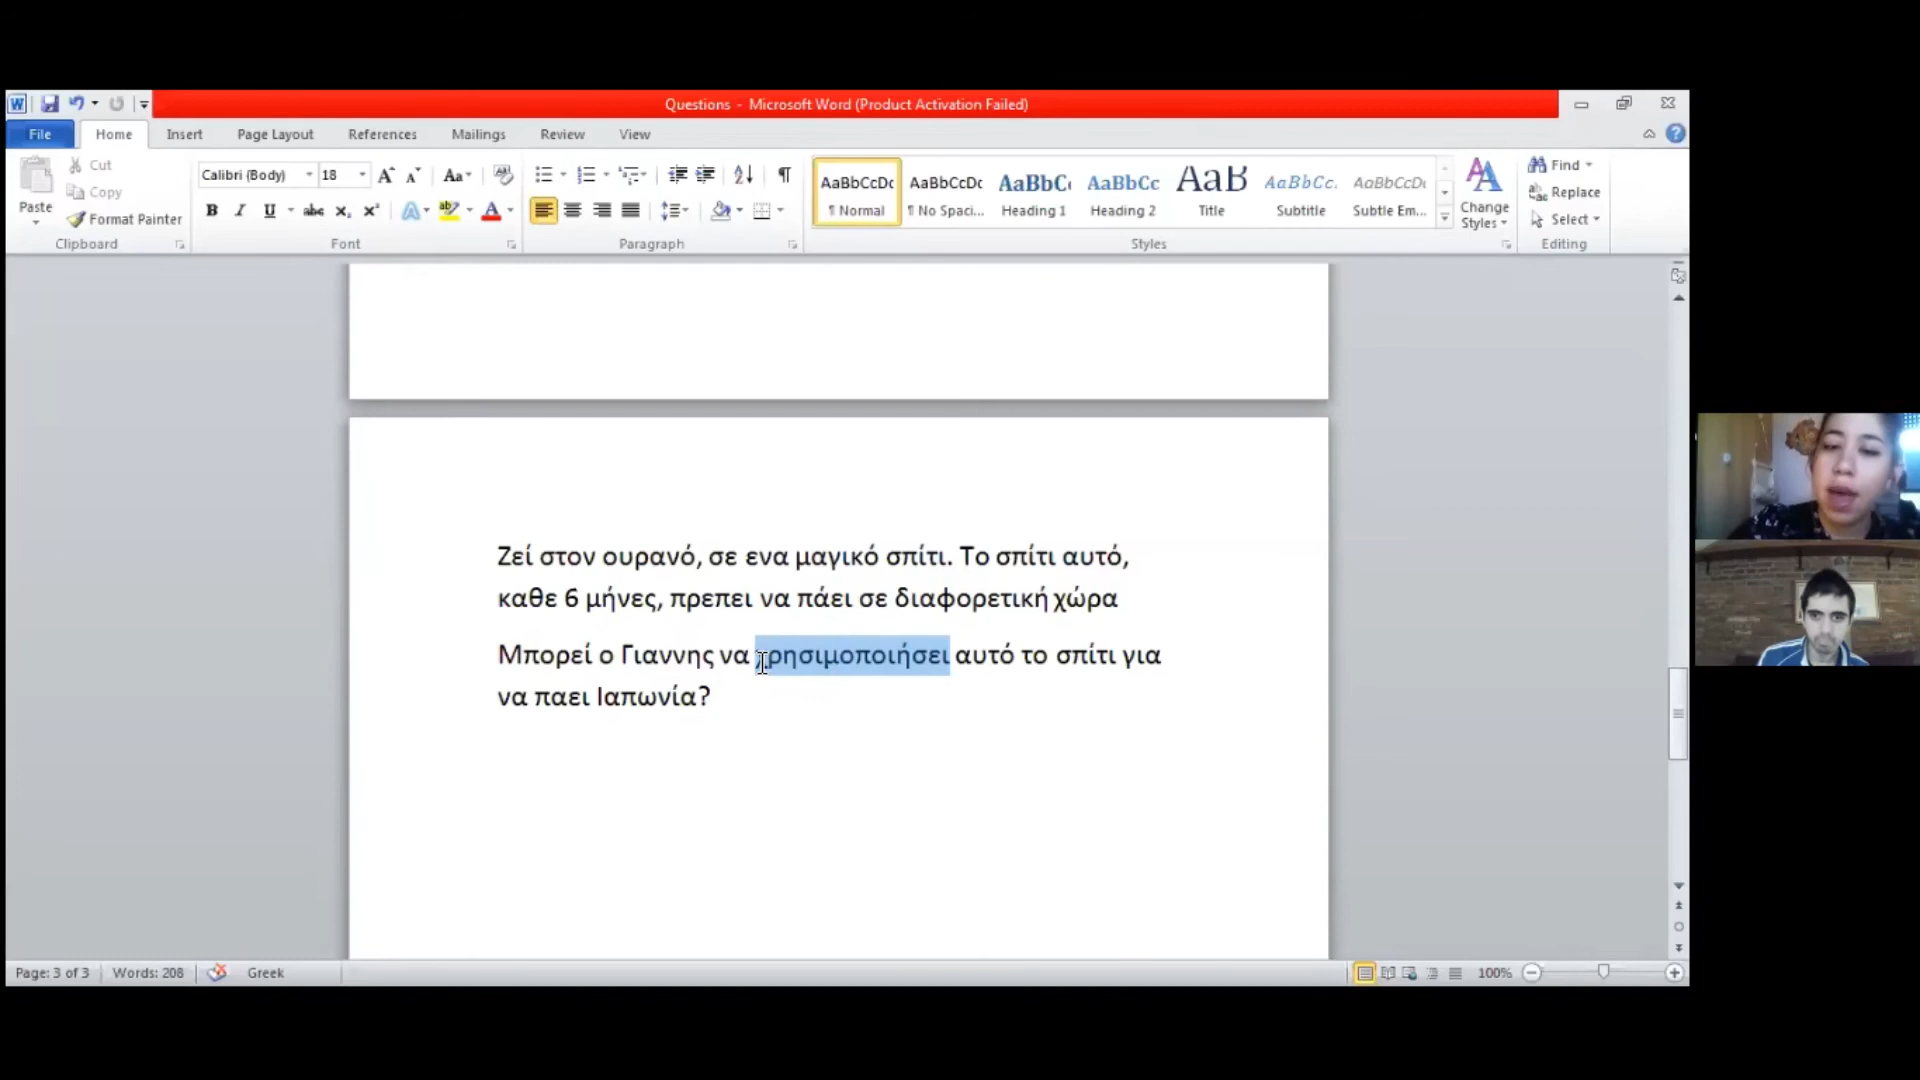 Questions - Microsoft Word (Product Activation Failed)
File Home Insert Page Layout References Mailings Review View
Cut
Copy
Format Painter
Paste
Clipboard
Calibri (Body) 18
Font
Paragraph
AaBbCcDc AaBbCcDc AaBbC AaBbCc AaB AaBbCc. AaBbCcDc
¶ Normal ¶ No Spaci... Heading 1 Heading 2 Title Subtitle Subtle Em...
Styles
Change Styles
Find
Replace
Select
Editing
Ζεί στον ουρανό, σε ενα μαγικό σπίτι. Το σπίτι αυτό,
καθε 6 μήνες, πρεπει να πάει σε διαφορετική χώρα
Μπορεί ο Γιαννης να χρησιμοποιήσει αυτό το σπίτι για
να παει Ιαπωνία?
Page: 3 of 3 Words: 208 Greek 100%